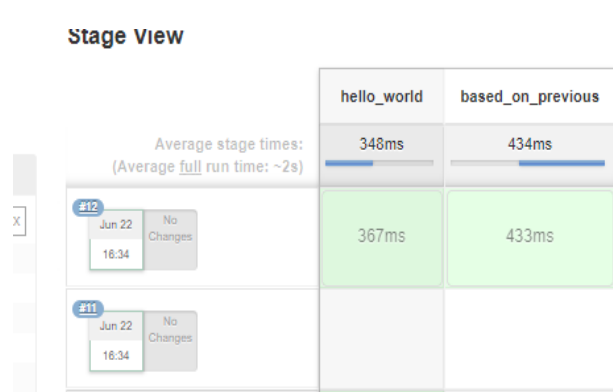 Stage View
hello_world based_on_previous
Average stage times: 348ms 434ms
(Average full run time: ~2s)
#12
Jun 22 No
Changes
16:34
367ms 433ms
#11
Jun 22 No
Changes
16:34
x